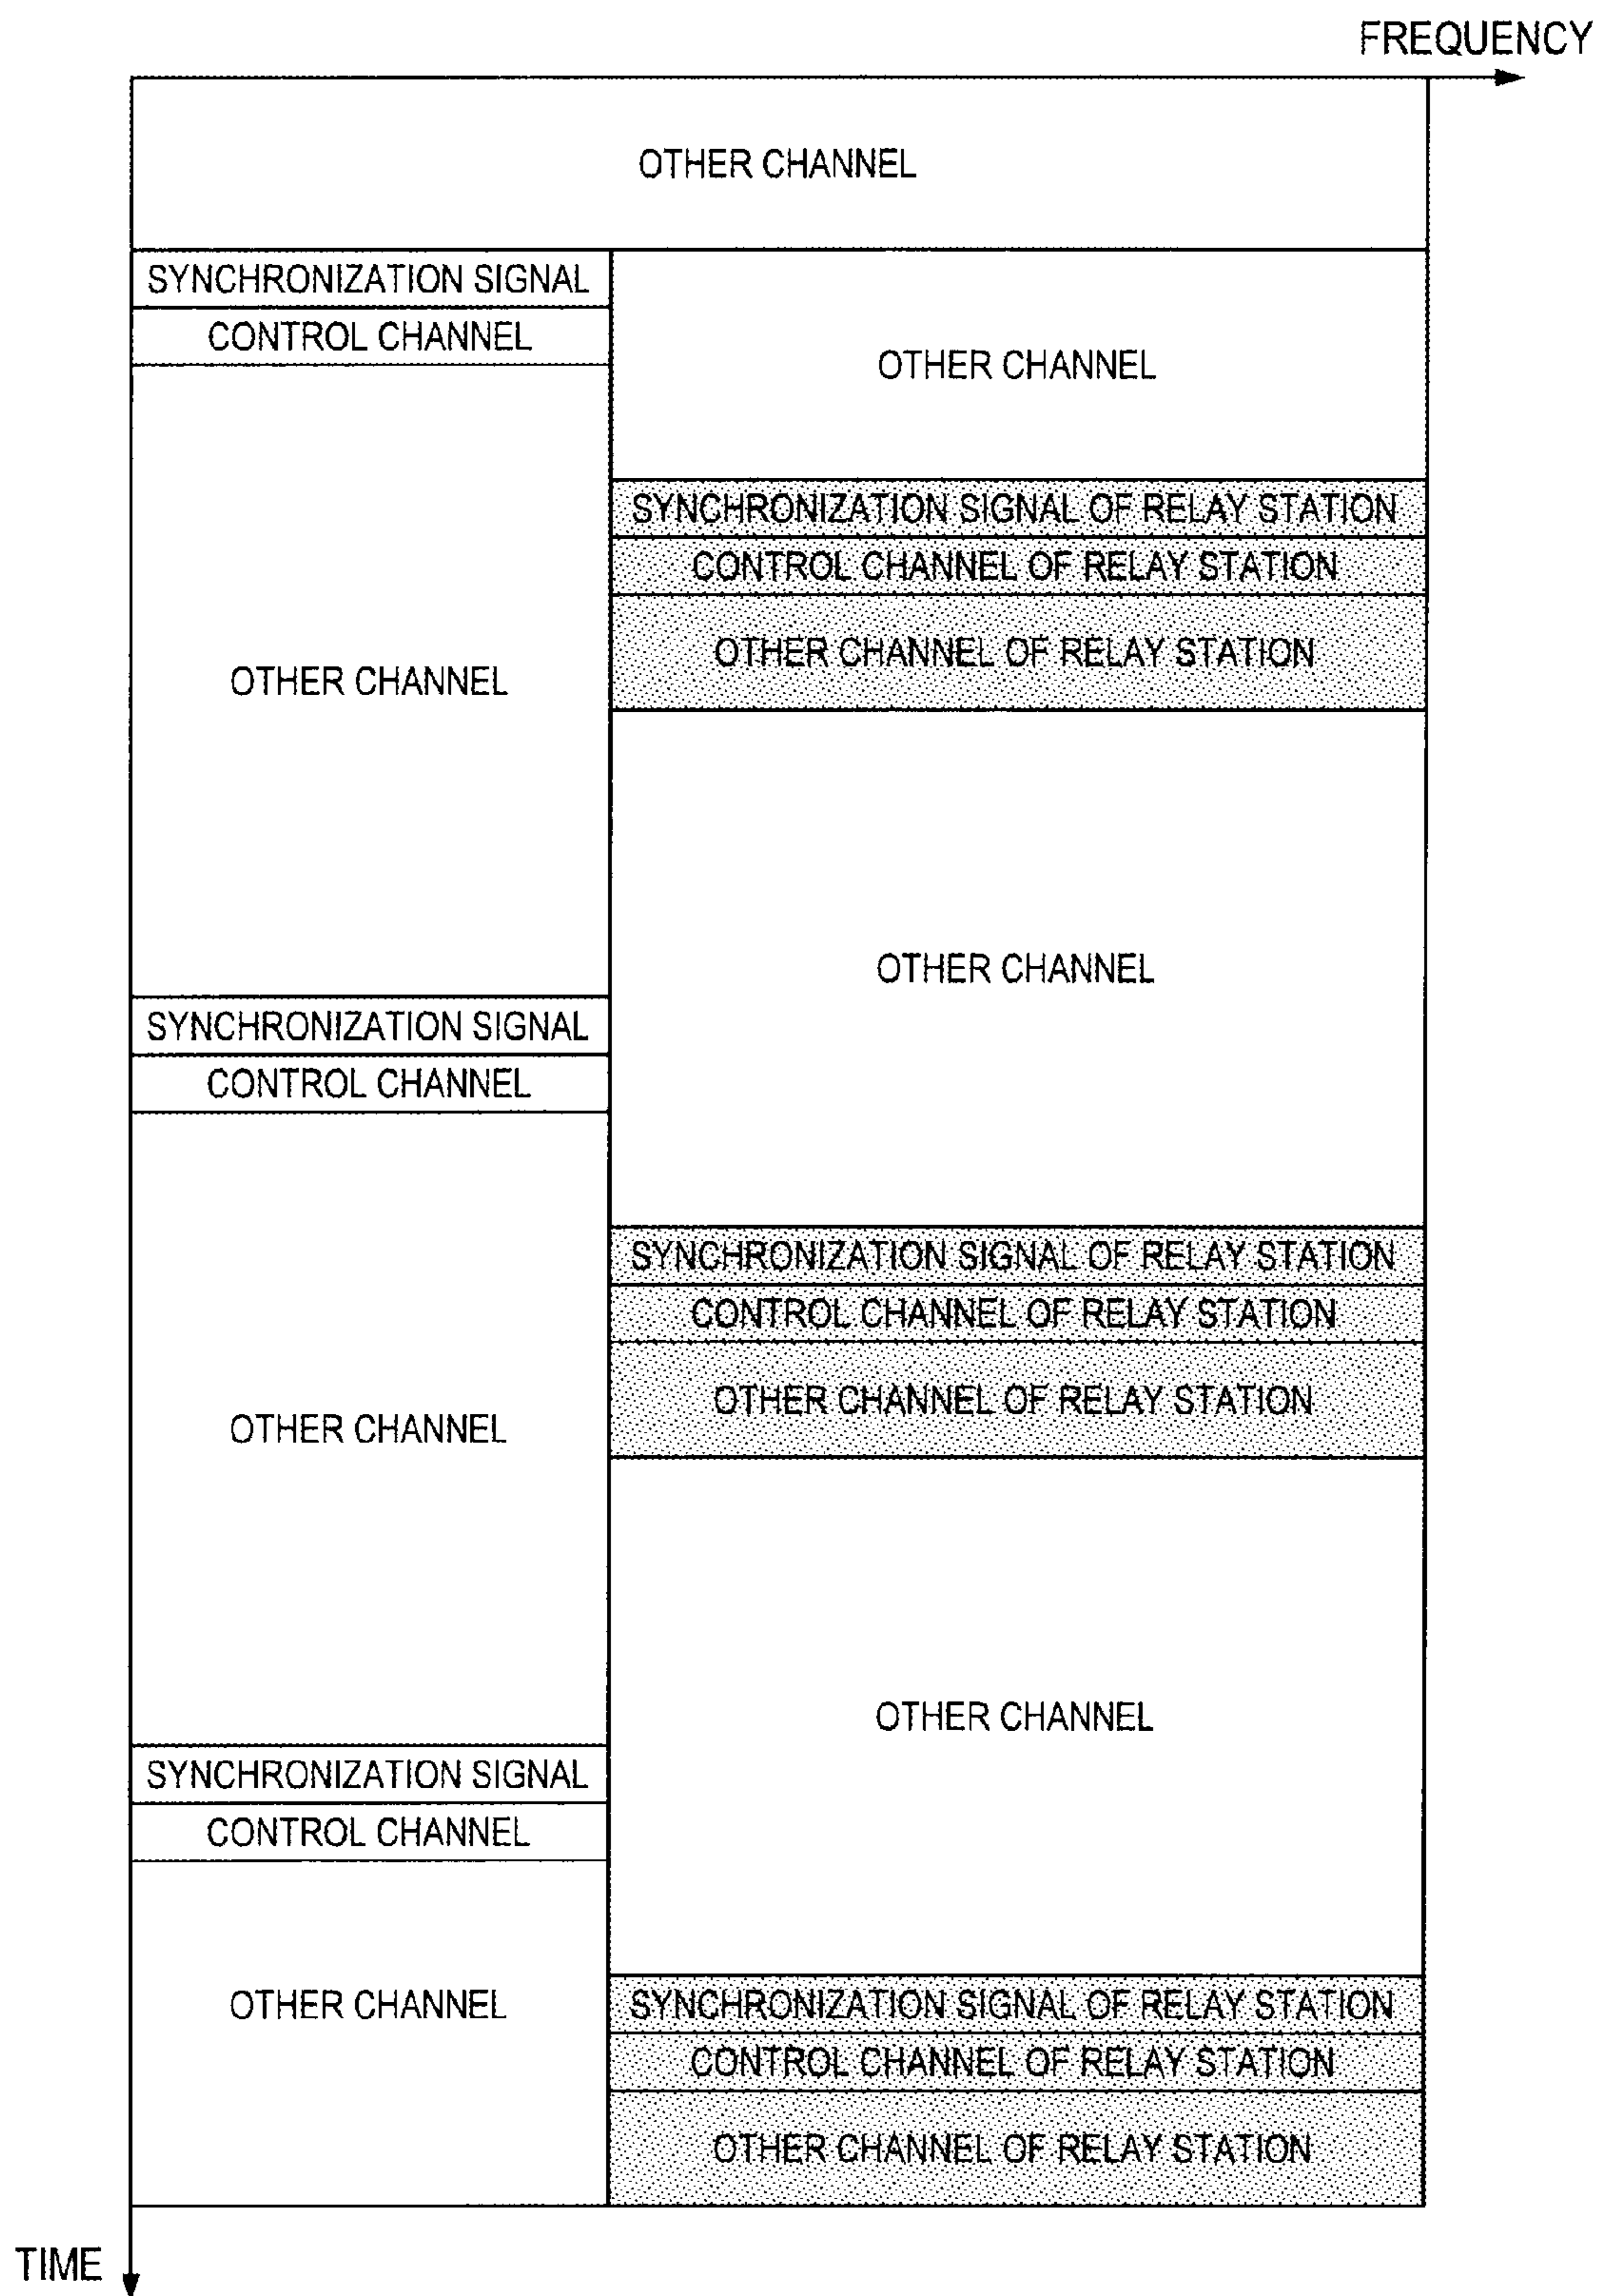 FREQUENCY
OTHER CHANNEL
SYNCHRONIZATION SIGNAL
CONTROL CHANNEL
OTHER CHANNEL
SYNCHRONIZATION SIGNAL OF RELAY STATION
CONTROL CHANNEL OF RELAY STATION
OTHER CHANNEL OF RELAY STATION
OTHER CHANNEL
OTHER CHANNEL
SYNCHRONIZATION SIGNAL
CONTROL CHANNEL
SYNCHRONIZATION SIGNAL OF RELAY STATION
CONTROL CHANNEL OF RELAY STATION
OTHER CHANNEL OF RELAY STATION
OTHER CHANNEL
OTHER CHANNEL
SYNCHRONIZATION SIGNAL
CONTROL CHANNEL
OTHER CHANNEL
SYNCHRONIZATION SIGNAL OF RELAY STATION
CONTROL CHANNEL OF RELAY STATION
OTHER CHANNEL OF RELAY STATION
TIME